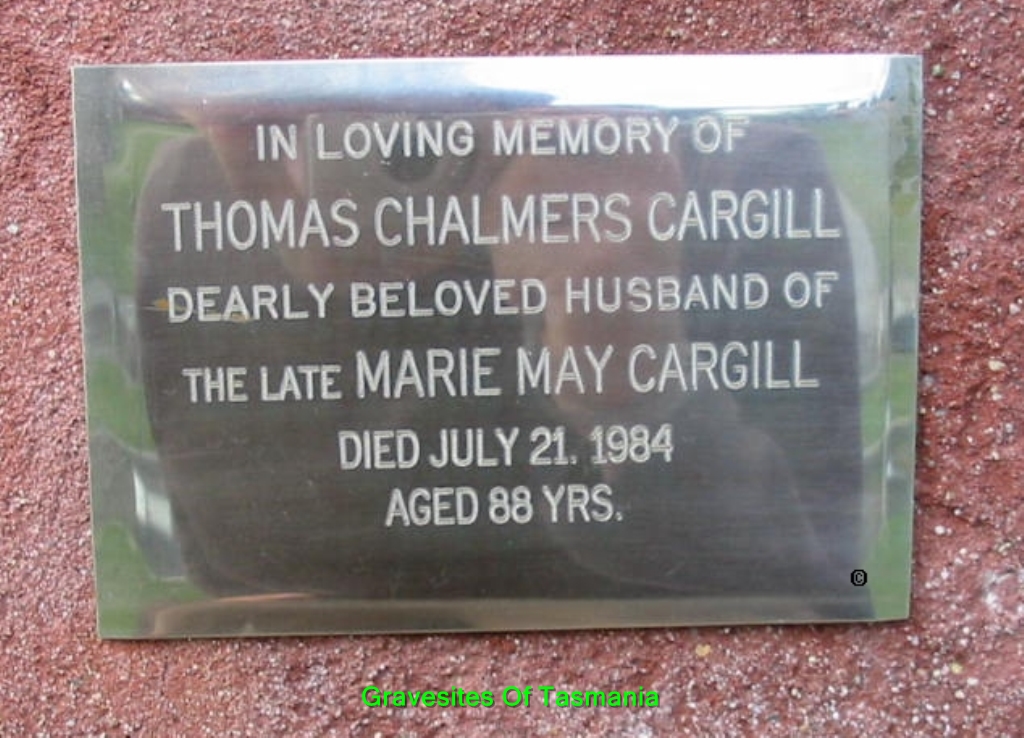 IN LOVING MEMORY OF
THOMAS CHALMERS CARGILL
DEARLY BELOVED HUSBAND OF
THE LATE MARIE MAY CARGILL
DIED JULY 21. 1984
AGED 88 YRS.
©
Gravesites Of Tasmania